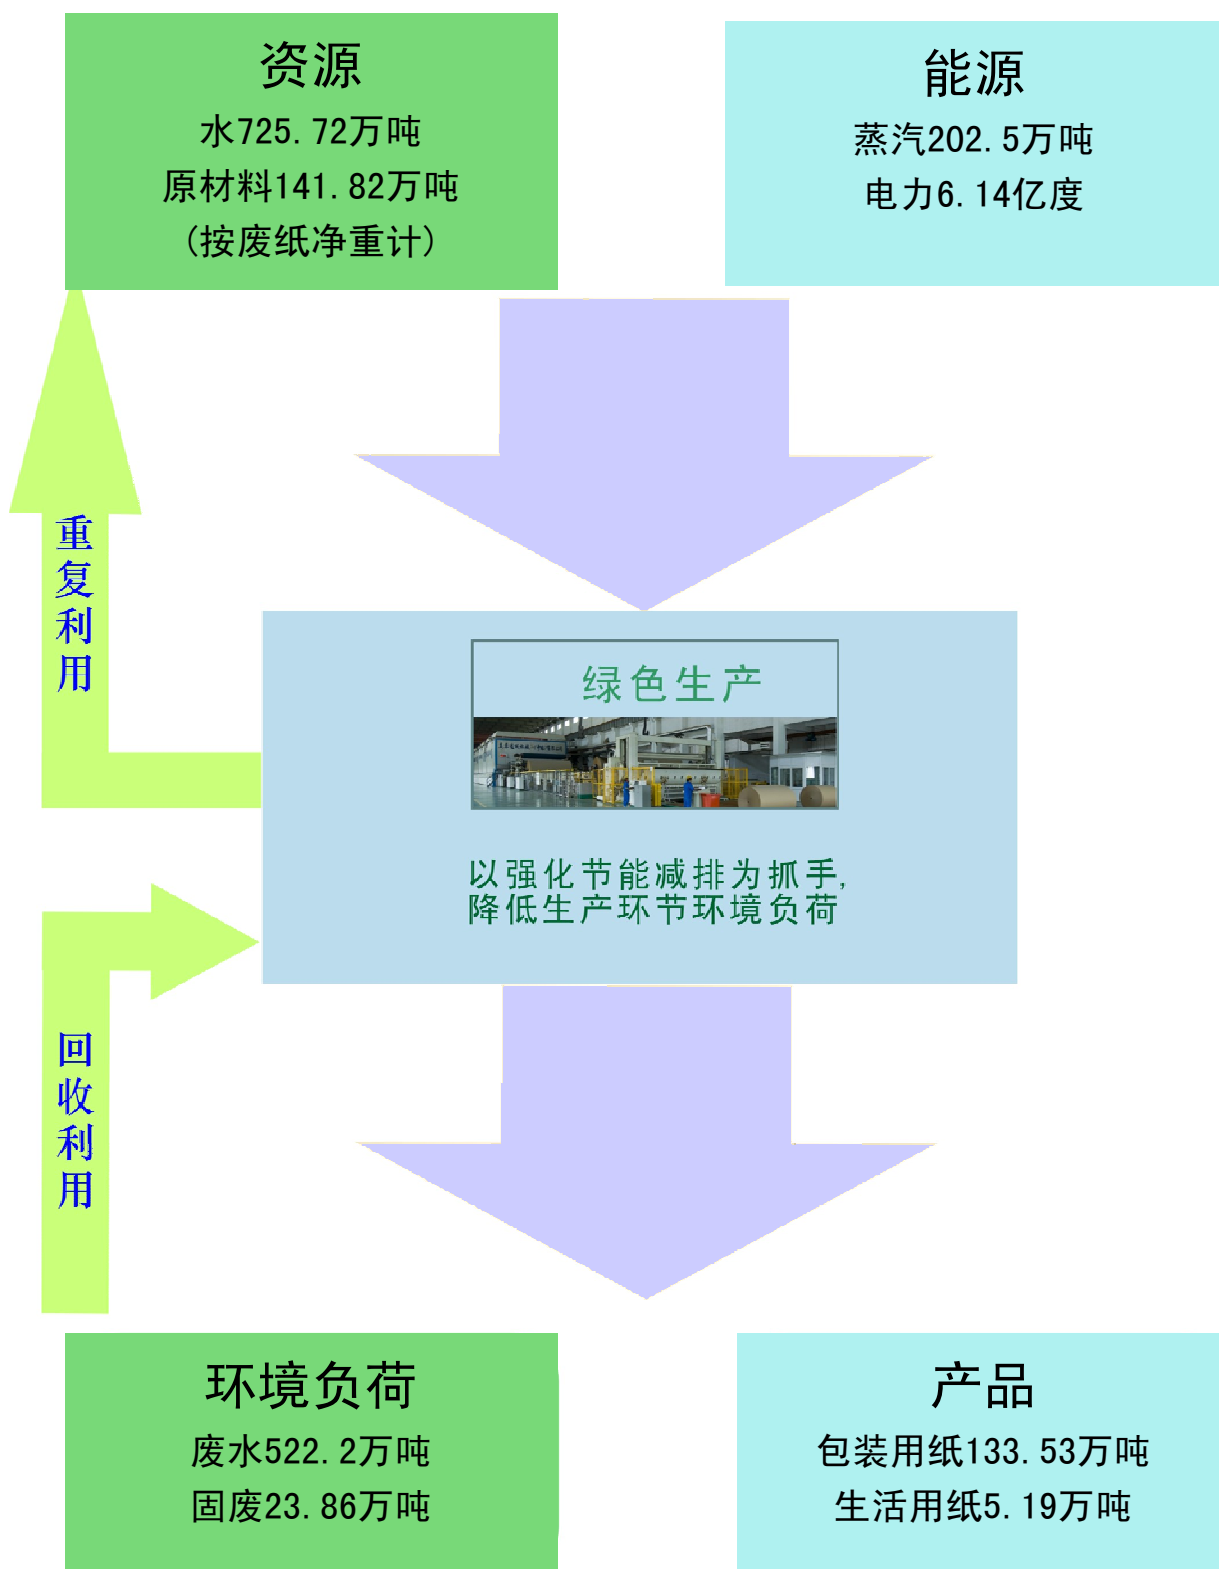 资源
水725.72万吨
原材料141.82万吨
(按废纸净重计)
能源
蒸汽202.5万吨
电力6.14亿度
重复利用
绿色生产
以强化节能减排为抓手,
降低生产环节环境负荷
回收利用
环境负荷
废水522.2万吨
固废23.86万吨
产品
包装用纸133.53万吨
生活用纸5.19万吨